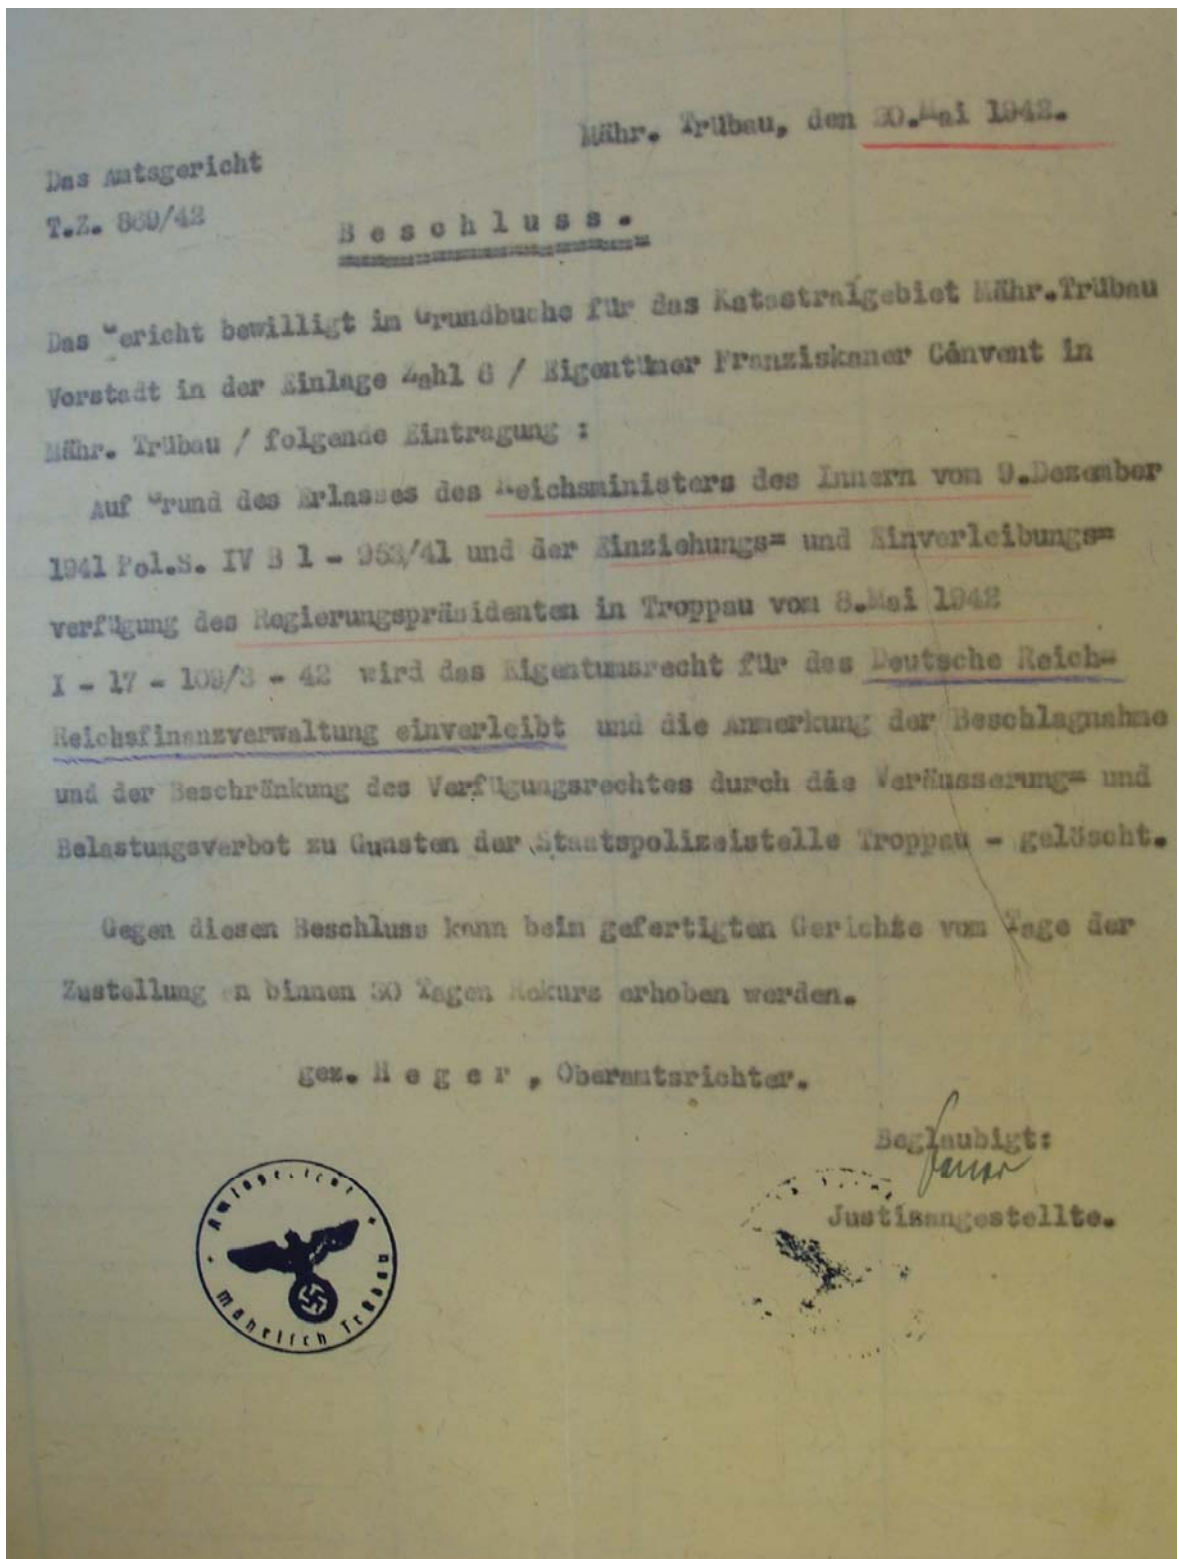 Mähr. Trübau, den 20.Mai 1942.
Das Amtsgericht
T.Z. 869/42
B e s c h l u s s .
Das Gericht bewilligt im Grundbuche für das Katastralgebiet Mähr.Trübau
Vorstadt in der Einlage Zahl 6 / Eigentümer Franziskaner Cónvent in
Mähr. Trübau / folgende Eintragung :
Auf Grund des Erlasses des Reichsministers des Innern vom 9.Dezember
1941 Pol.S. IV B 1 - 953/41 und der Einziehungs= und Einverleibungs=
verfügung des Regierungspräsidenten in Troppau vom 8.Mai 1942
I - 17 - 109/3 - 42 wird das Eigentumsrecht für das Deutsche Reich=
Reichsfinanzverwaltung einverleibt und die Anmerkung der Beschlagnahme
und der Beschränkung des Verfügungsrechtes durch das Veräusserung= und
Belastungsverbot zu Gunsten der Staatspolizeistelle Troppau - gelöscht.
Gegen diesen Beschluss kann beim gefertigten Gerichte vom Tage der
Zustellung an binnen 30 Tagen Rekurs erhoben werden.
gez. H e g e r , Oberamtsrichter.
Beglaubigt:
Justizangestellte.
Amtsgericht
Mährisch Trübau